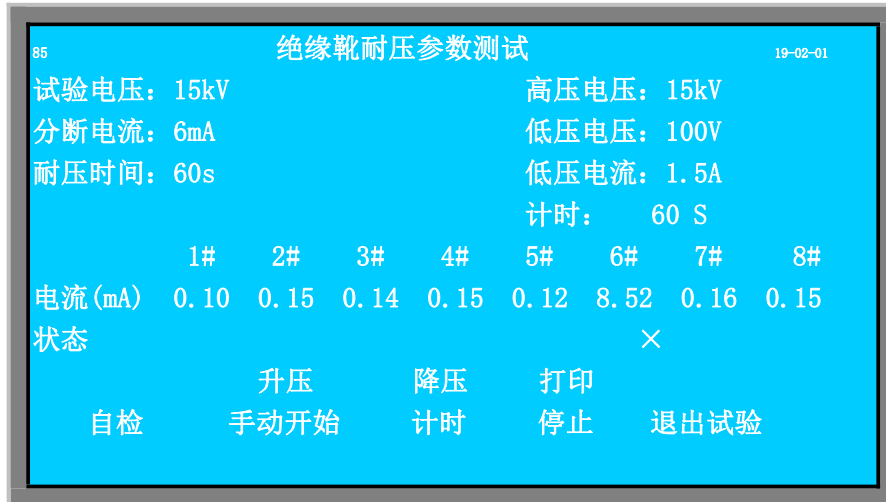 85 绝缘靴耐压参数测试 19-02-01
试验电压：15kV 高压电压：15kV
分断电流：6mA 低压电压：100V
耐压时间：60s 低压电流：1.5A
计时： 60 S
1# 2# 3# 4# 5# 6# 7# 8#
电流(mA) 0.10 0.15 0.14 0.15 0.12 8.52 0.16 0.15
状态 ×
升压 降压 打印
自检 手动开始 计时 停止 退出试验